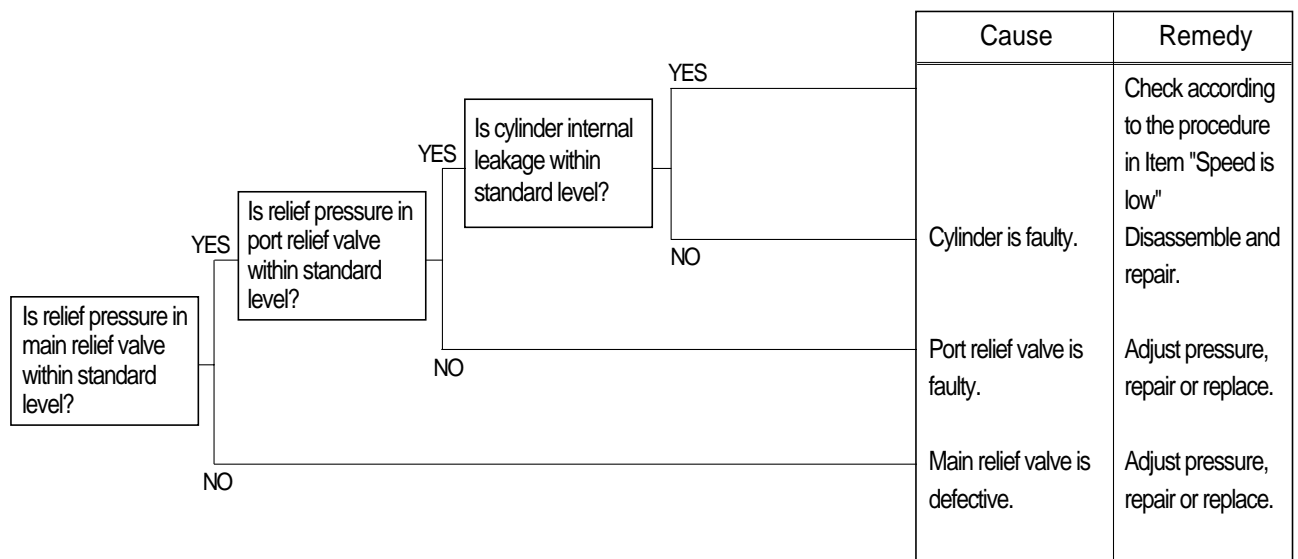 Cause
Remedy
YES
Check according
to the procedure
in Item "Speed is
low"
Is cylinder internal
leakage within
standard level?
YES
Is relief pressure in
port relief valve
within standard
level?
YES
Cylinder is faulty.
NO
Disassemble and
repair.
Is relief pressure in
main relief valve
within standard
level?
NO
Port relief valve is
faulty.
Adjust pressure,
repair or replace.
NO
Main relief valve is
defective.
Adjust pressure,
repair or replace.